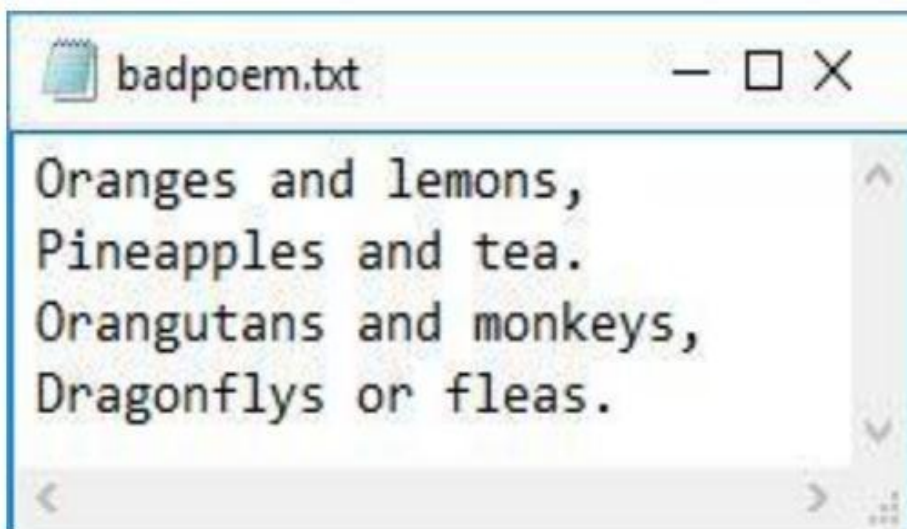 badpoem.txt
Oranges and lemons,
Pineapples and tea.
Orangutans and monkeys,
Dragonflys or fleas.